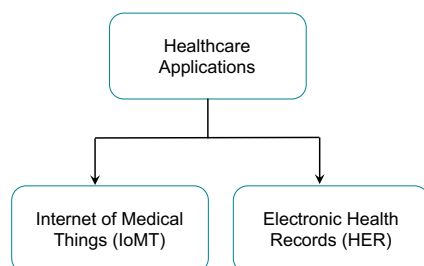 Healthcare
Applications
Internet of Medical
Things (IoMT)
Electronic Health
Records (HER)